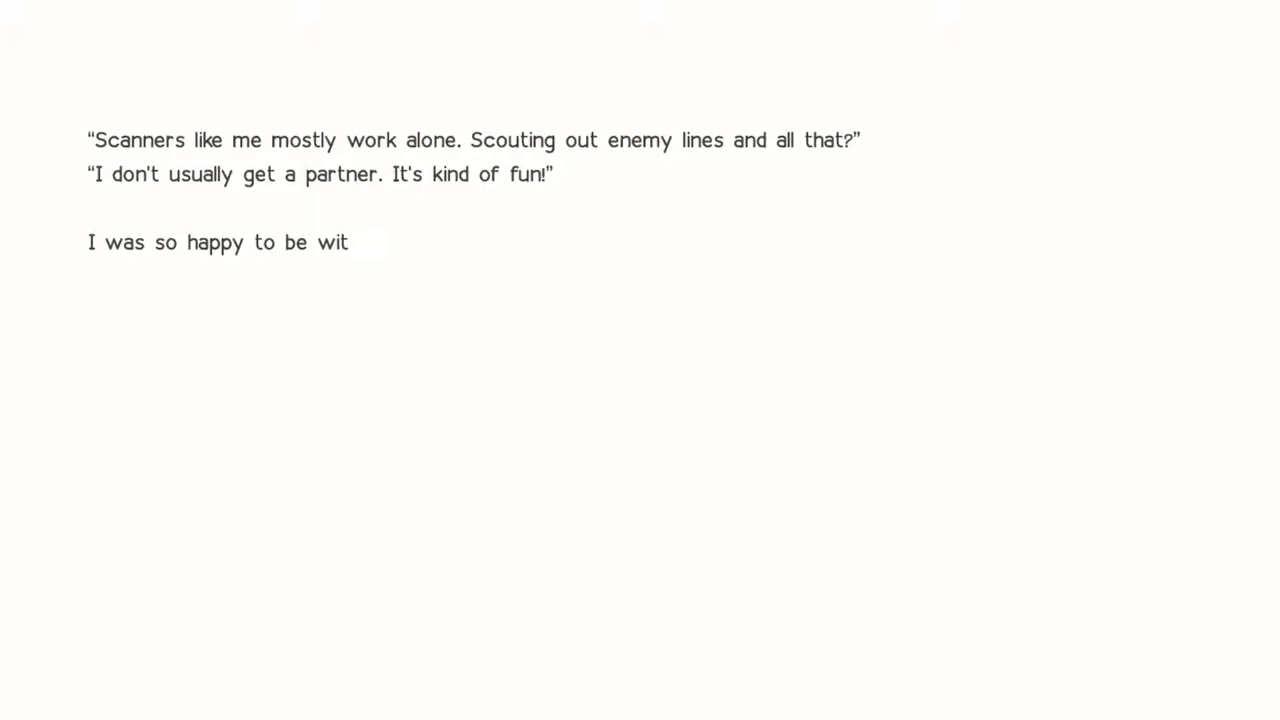 “Scanners like me mostly work alone. Scouting out enemy lines and all that?”
“I don't usually get a partner. It's kind of fun!”
I was so happy to be wit